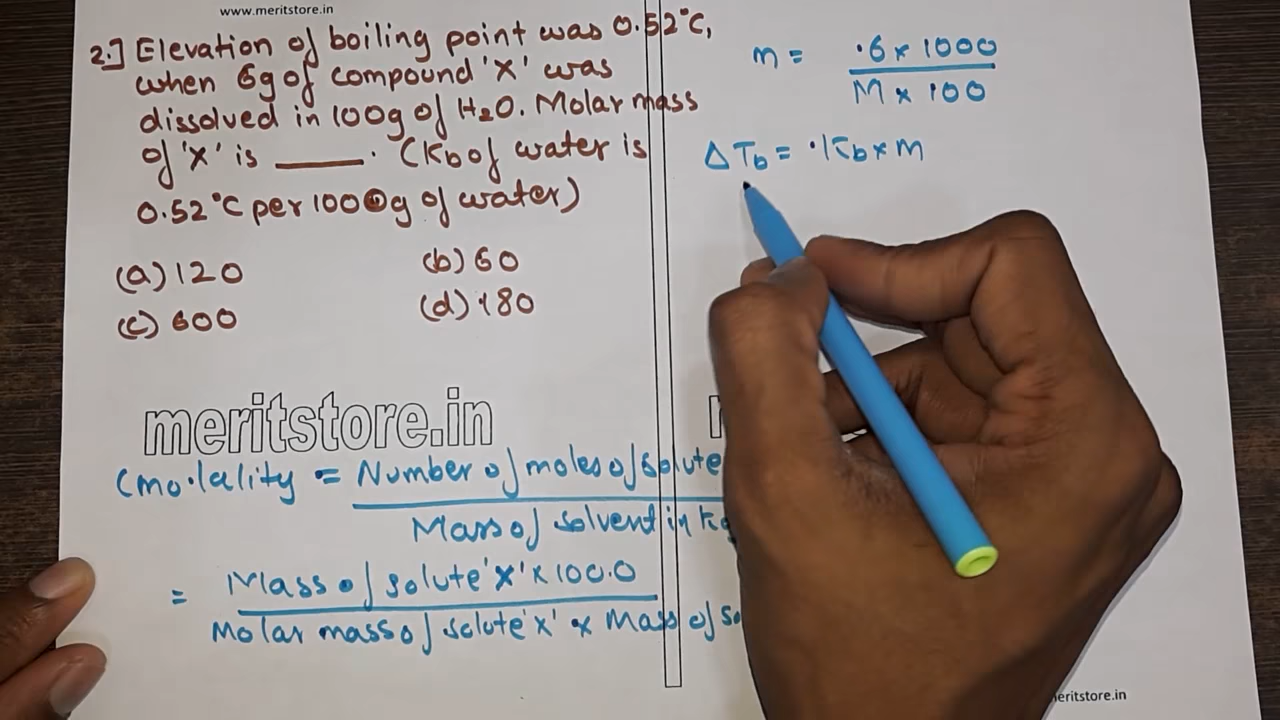 www.meritstore.in
2.] Elevation of boiling point was 0.52°C,
when 6g of compound 'X' was
dissolved in 100g of H₂O. Molar mass
of 'X' is ______. (Kb of water is
0.52°C per 1000g of water)
(a) 120 (b) 60
(c) 600 (d) 180
meritstore.in
(molality = Number of moles of solute
Mass of solvent in
= Mass of solute 'X' × 1000
Molar mass of solute 'X' × Mass of
m = 6 × 1000
M × 100
ΔTb = Kb × m
meritstore.in